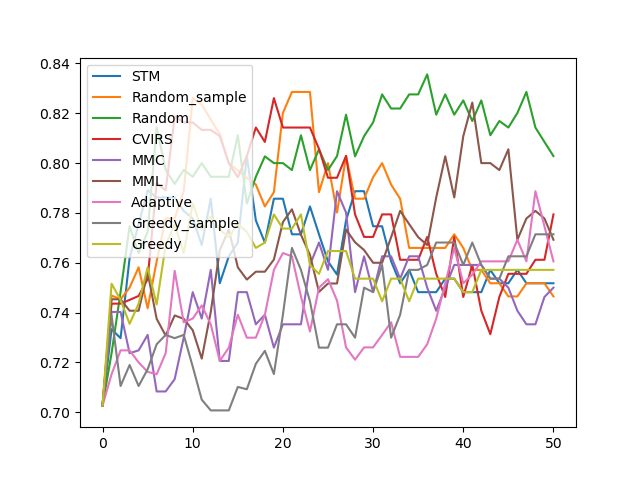 0.84
0.82
0.80
0.78
0.76
0.74
0.72
0.70
STM
Random_sample
Random
CVIRS
MMC
MML
Adaptive
Greedy_sample
Greedy
0 10 20 30 40 50